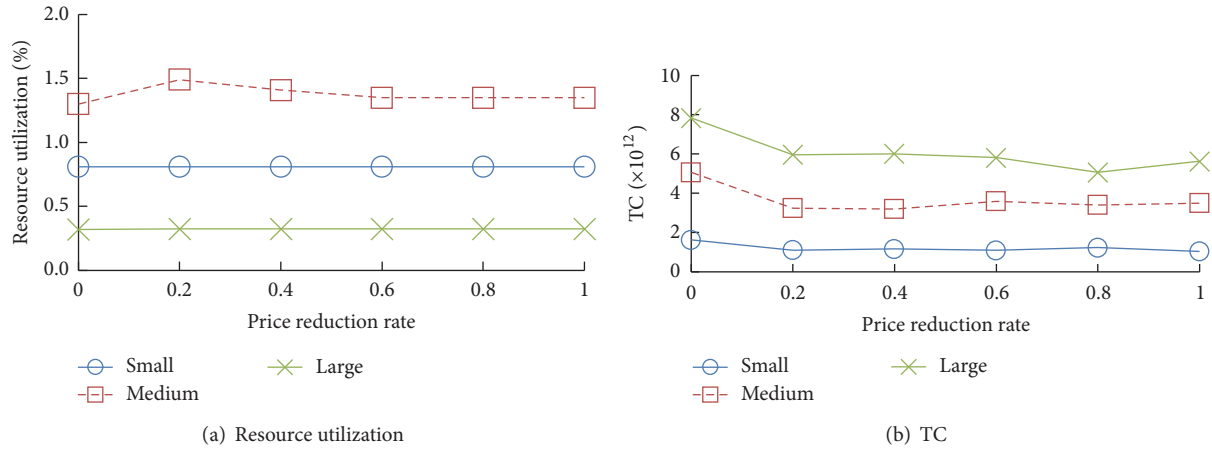 2.0
1.5
1.0
0.5
0.0
Resource utilization (%)
0 0.2 0.4 0.6 0.8 1
Price reduction rate
Small Large
Medium
(a) Resource utilization
10
8
6
4
2
0
TC (×10¹²)
0 0.2 0.4 0.6 0.8 1
Price reduction rate
Small Large
Medium
(b) TC